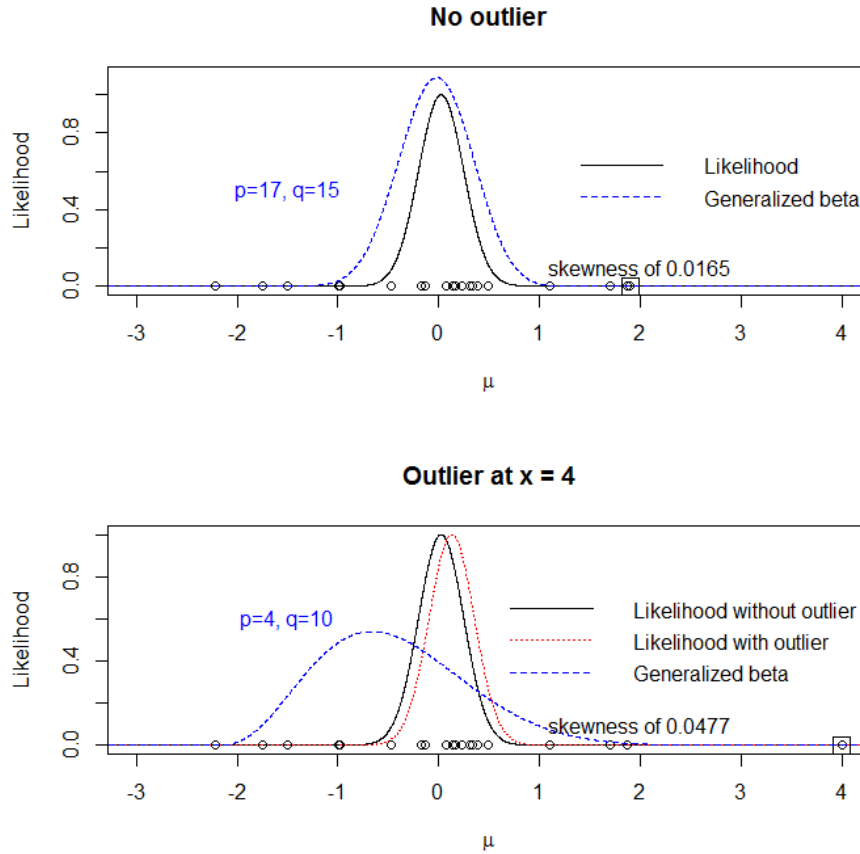 No outlier
Likelihood
0.0 0.4 0.8
p=17, q=15
Likelihood
Generalized beta
skewness of 0.0165
-3 -2 -1 0 1 2 3 4
μ
Outlier at x = 4
Likelihood
0.0 0.4 0.8
p=4, q=10
Likelihood without outlier
Likelihood with outlier
Generalized beta
skewness of 0.0477
-3 -2 -1 0 1 2 3 4
μ